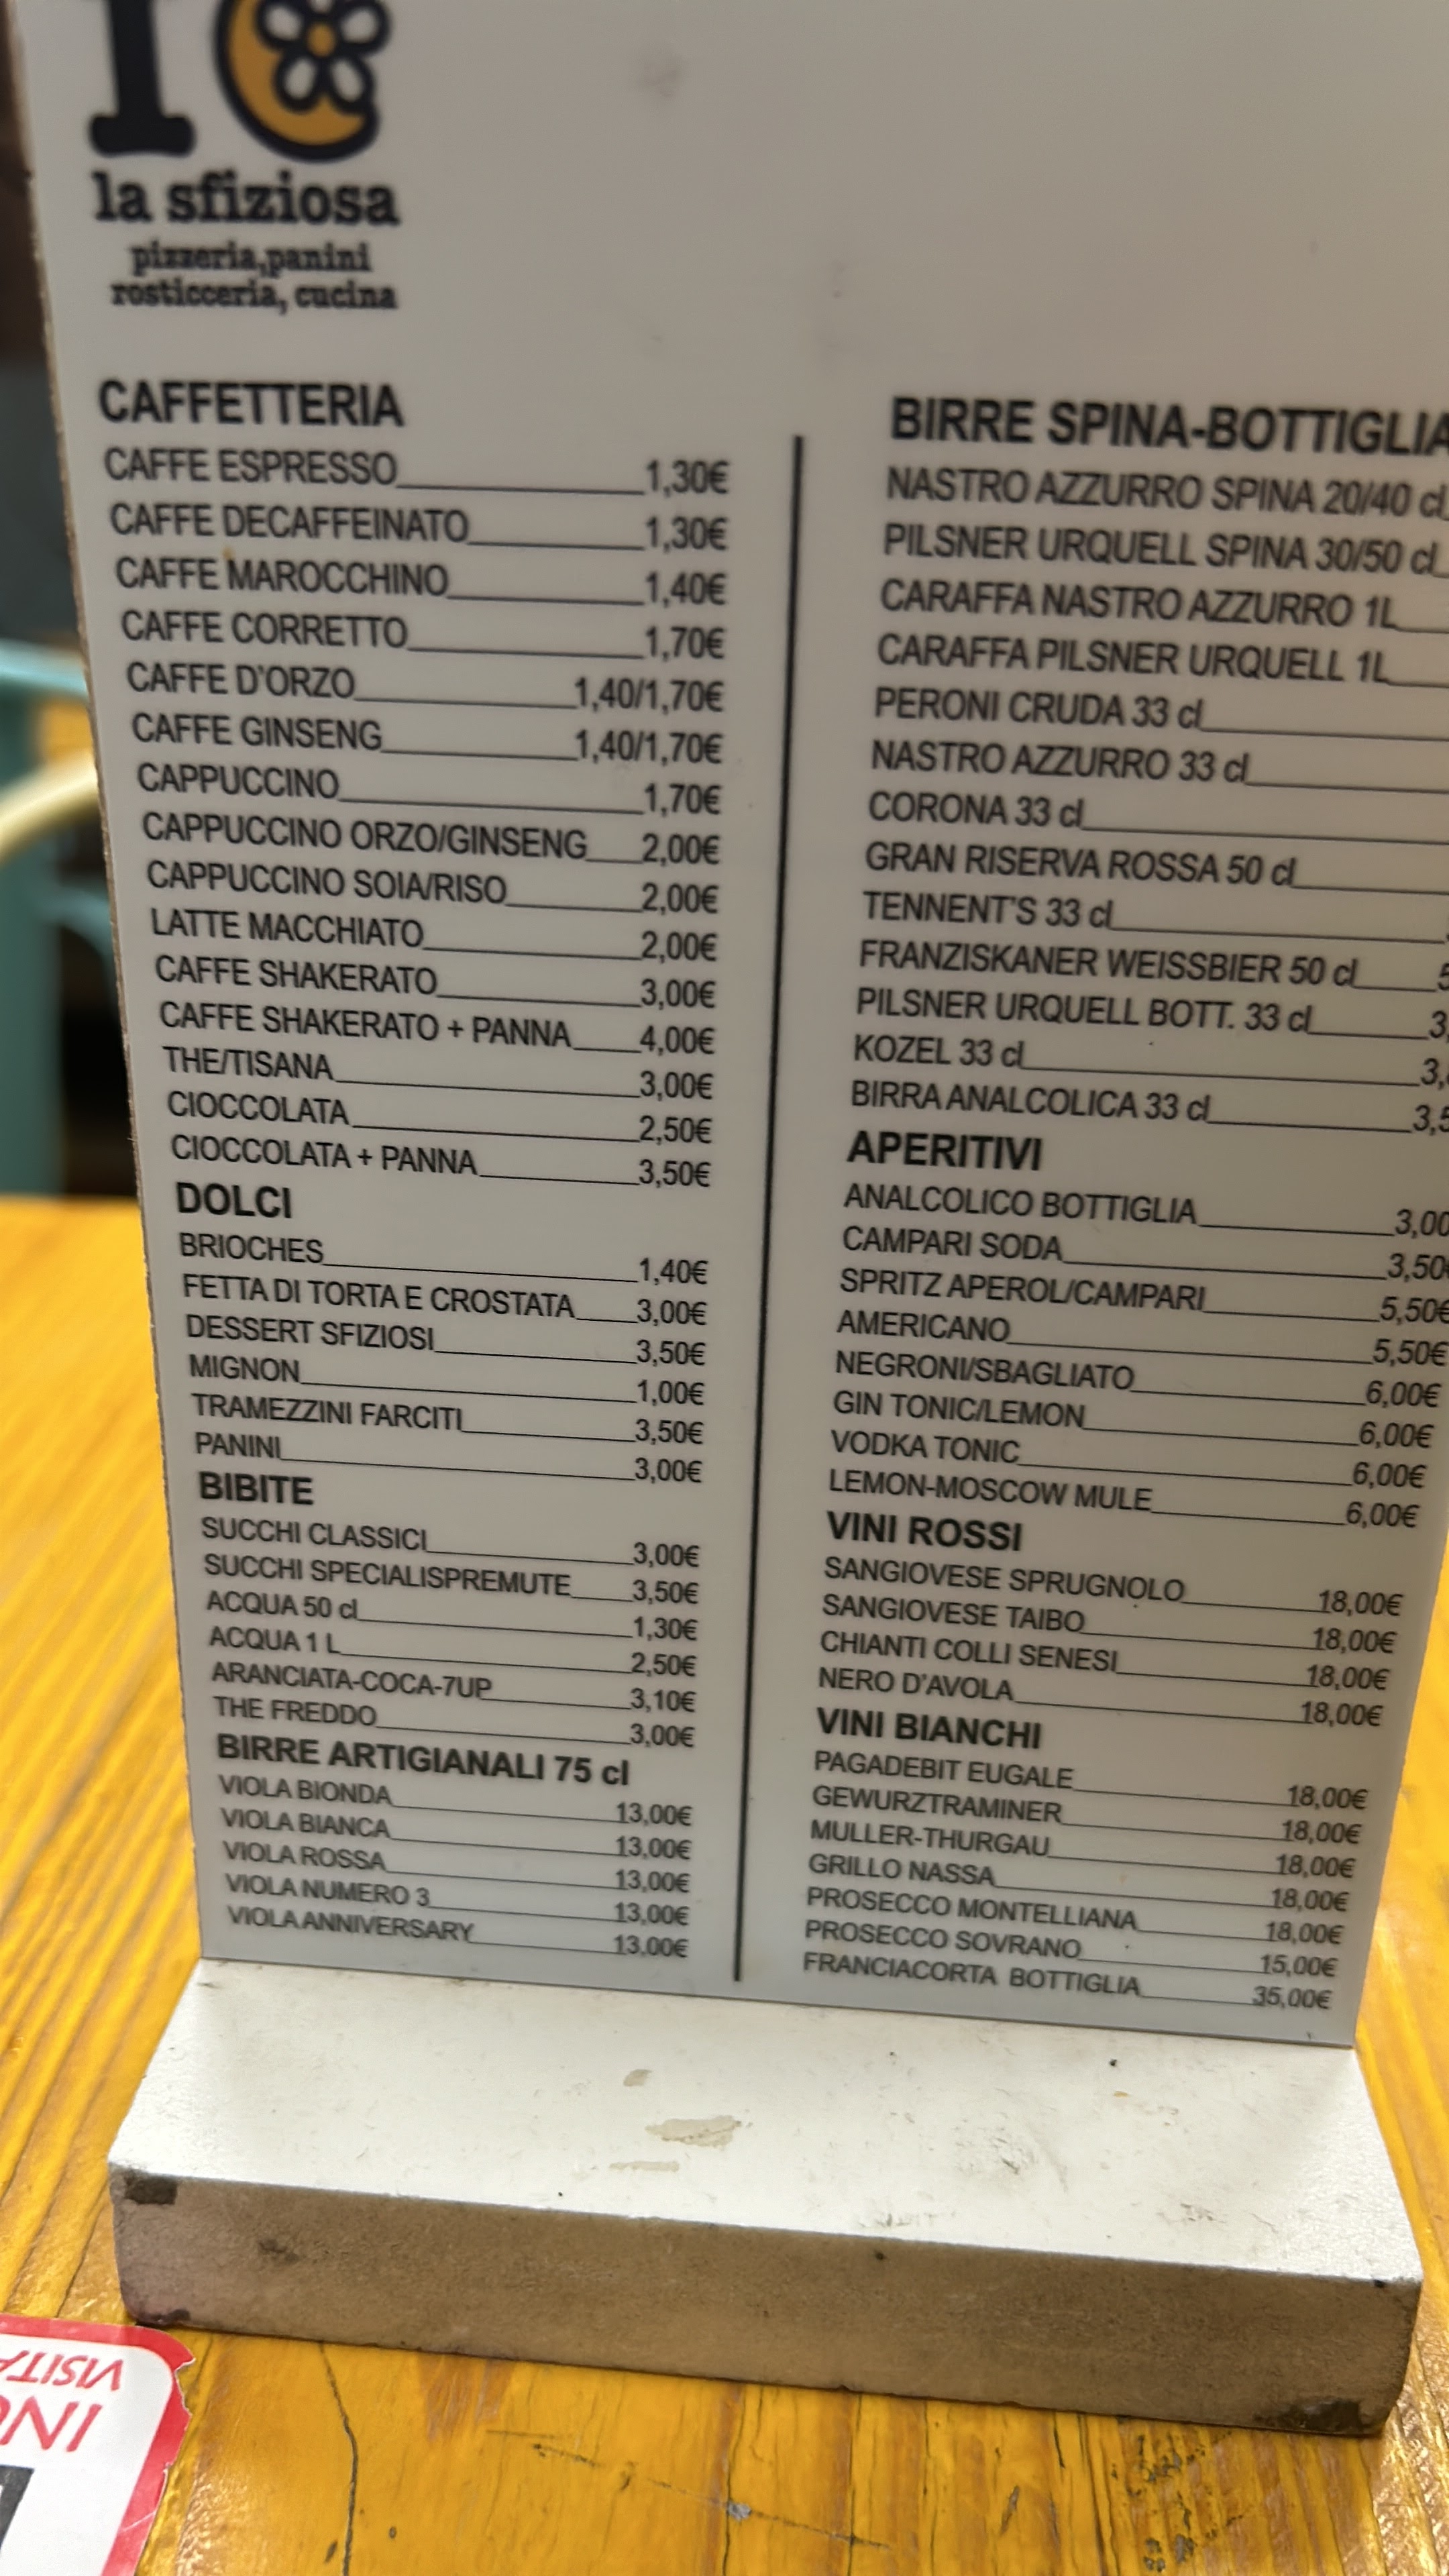 la sfiziosa
pizzeria,panini
rosticceria, cucina
CAFFETTERIA
CAFFE ESPRESSO 1,30€
CAFFE DECAFFEINATO 1,30€
CAFFE MAROCCHINO 1,40€
CAFFE CORRETTO 1,70€
CAFFE D'ORZO 1,40/1,70€
CAFFE GINSENG 1,40/1,70€
CAPPUCCINO 1,70€
CAPPUCCINO ORZO/GINSENG 2,00€
CAPPUCCINO SOIA/RISO 2,00€
LATTE MACCHIATO 2,00€
CAFFE SHAKERATO 3,00€
CAFFE SHAKERATO + PANNA 4,00€
THE/TISANA 3,00€
CIOCCOLATA 2,50€
CIOCCOLATA + PANNA 3,50€
DOLCI
BRIOCHES 1,40€
FETTA DI TORTA E CROSTATA 3,00€
DESSERT SFIZIOSI 3,50€
MIGNON 1,00€
TRAMEZZINI FARCITI 3,50€
PANINI 3,00€
BIBITE
SUCCHI CLASSICI 3,00€
SUCCHI SPECIALISPREMUTE 3,50€
ACQUA 50 cl 1,30€
ACQUA 1 L 2,50€
ARANCIATA-COCA-7UP 3,10€
THE FREDDO 3,00€
BIRRE ARTIGIANALI 75 cl
VIOLA BIONDA 13,00€
VIOLA BIANCA 13,00€
VIOLA ROSSA 13,00€
VIOLA NUMERO 3 13,00€
VIOLA ANNIVERSARY 13,00€
BIRRE SPINA-BOTTIGLIA
NASTRO AZZURRO SPINA 20/40 cl
PILSNER URQUELL SPINA 30/50 cl
CARAFFA NASTRO AZZURRO 1L
CARAFFA PILSNER URQUELL 1L
PERONI CRUDA 33 cl
NASTRO AZZURRO 33 cl
CORONA 33 cl
GRAN RISERVA ROSSA 50 cl
TENNENT'S 33 cl
FRANZISKANER WEISSBIER 50 cl 5
PILSNER URQUELL BOTT. 33 cl 3,
KOZEL 33 cl 3,
BIRRA ANALCOLICA 33 cl 3,5
APERITIVI
ANALCOLICO BOTTIGLIA 3,00
CAMPARI SODA 3,50€
SPRITZ APEROL/CAMPARI 5,50€
AMERICANO 5,50€
NEGRONI/SBAGLIATO 6,00€
GIN TONIC/LEMON 6,00€
VODKA TONIC 6,00€
LEMON-MOSCOW MULE 6,00€
VINI ROSSI
SANGIOVESE SPRUGNOLO 18,00€
SANGIOVESE TAIBO 18,00€
CHIANTI COLLI SENESI 18,00€
NERO D'AVOLA 18,00€
VINI BIANCHI
PAGADEBIT EUGALE 18,00€
GEWURZTRAMINER 18,00€
MULLER-THURGAU 18,00€
GRILLO NASSA 18,00€
PROSECCO MONTELLIANA 18,00€
PROSECCO SOVRANO 15,00€
FRANCIACORTA BOTTIGLIA 35,00€